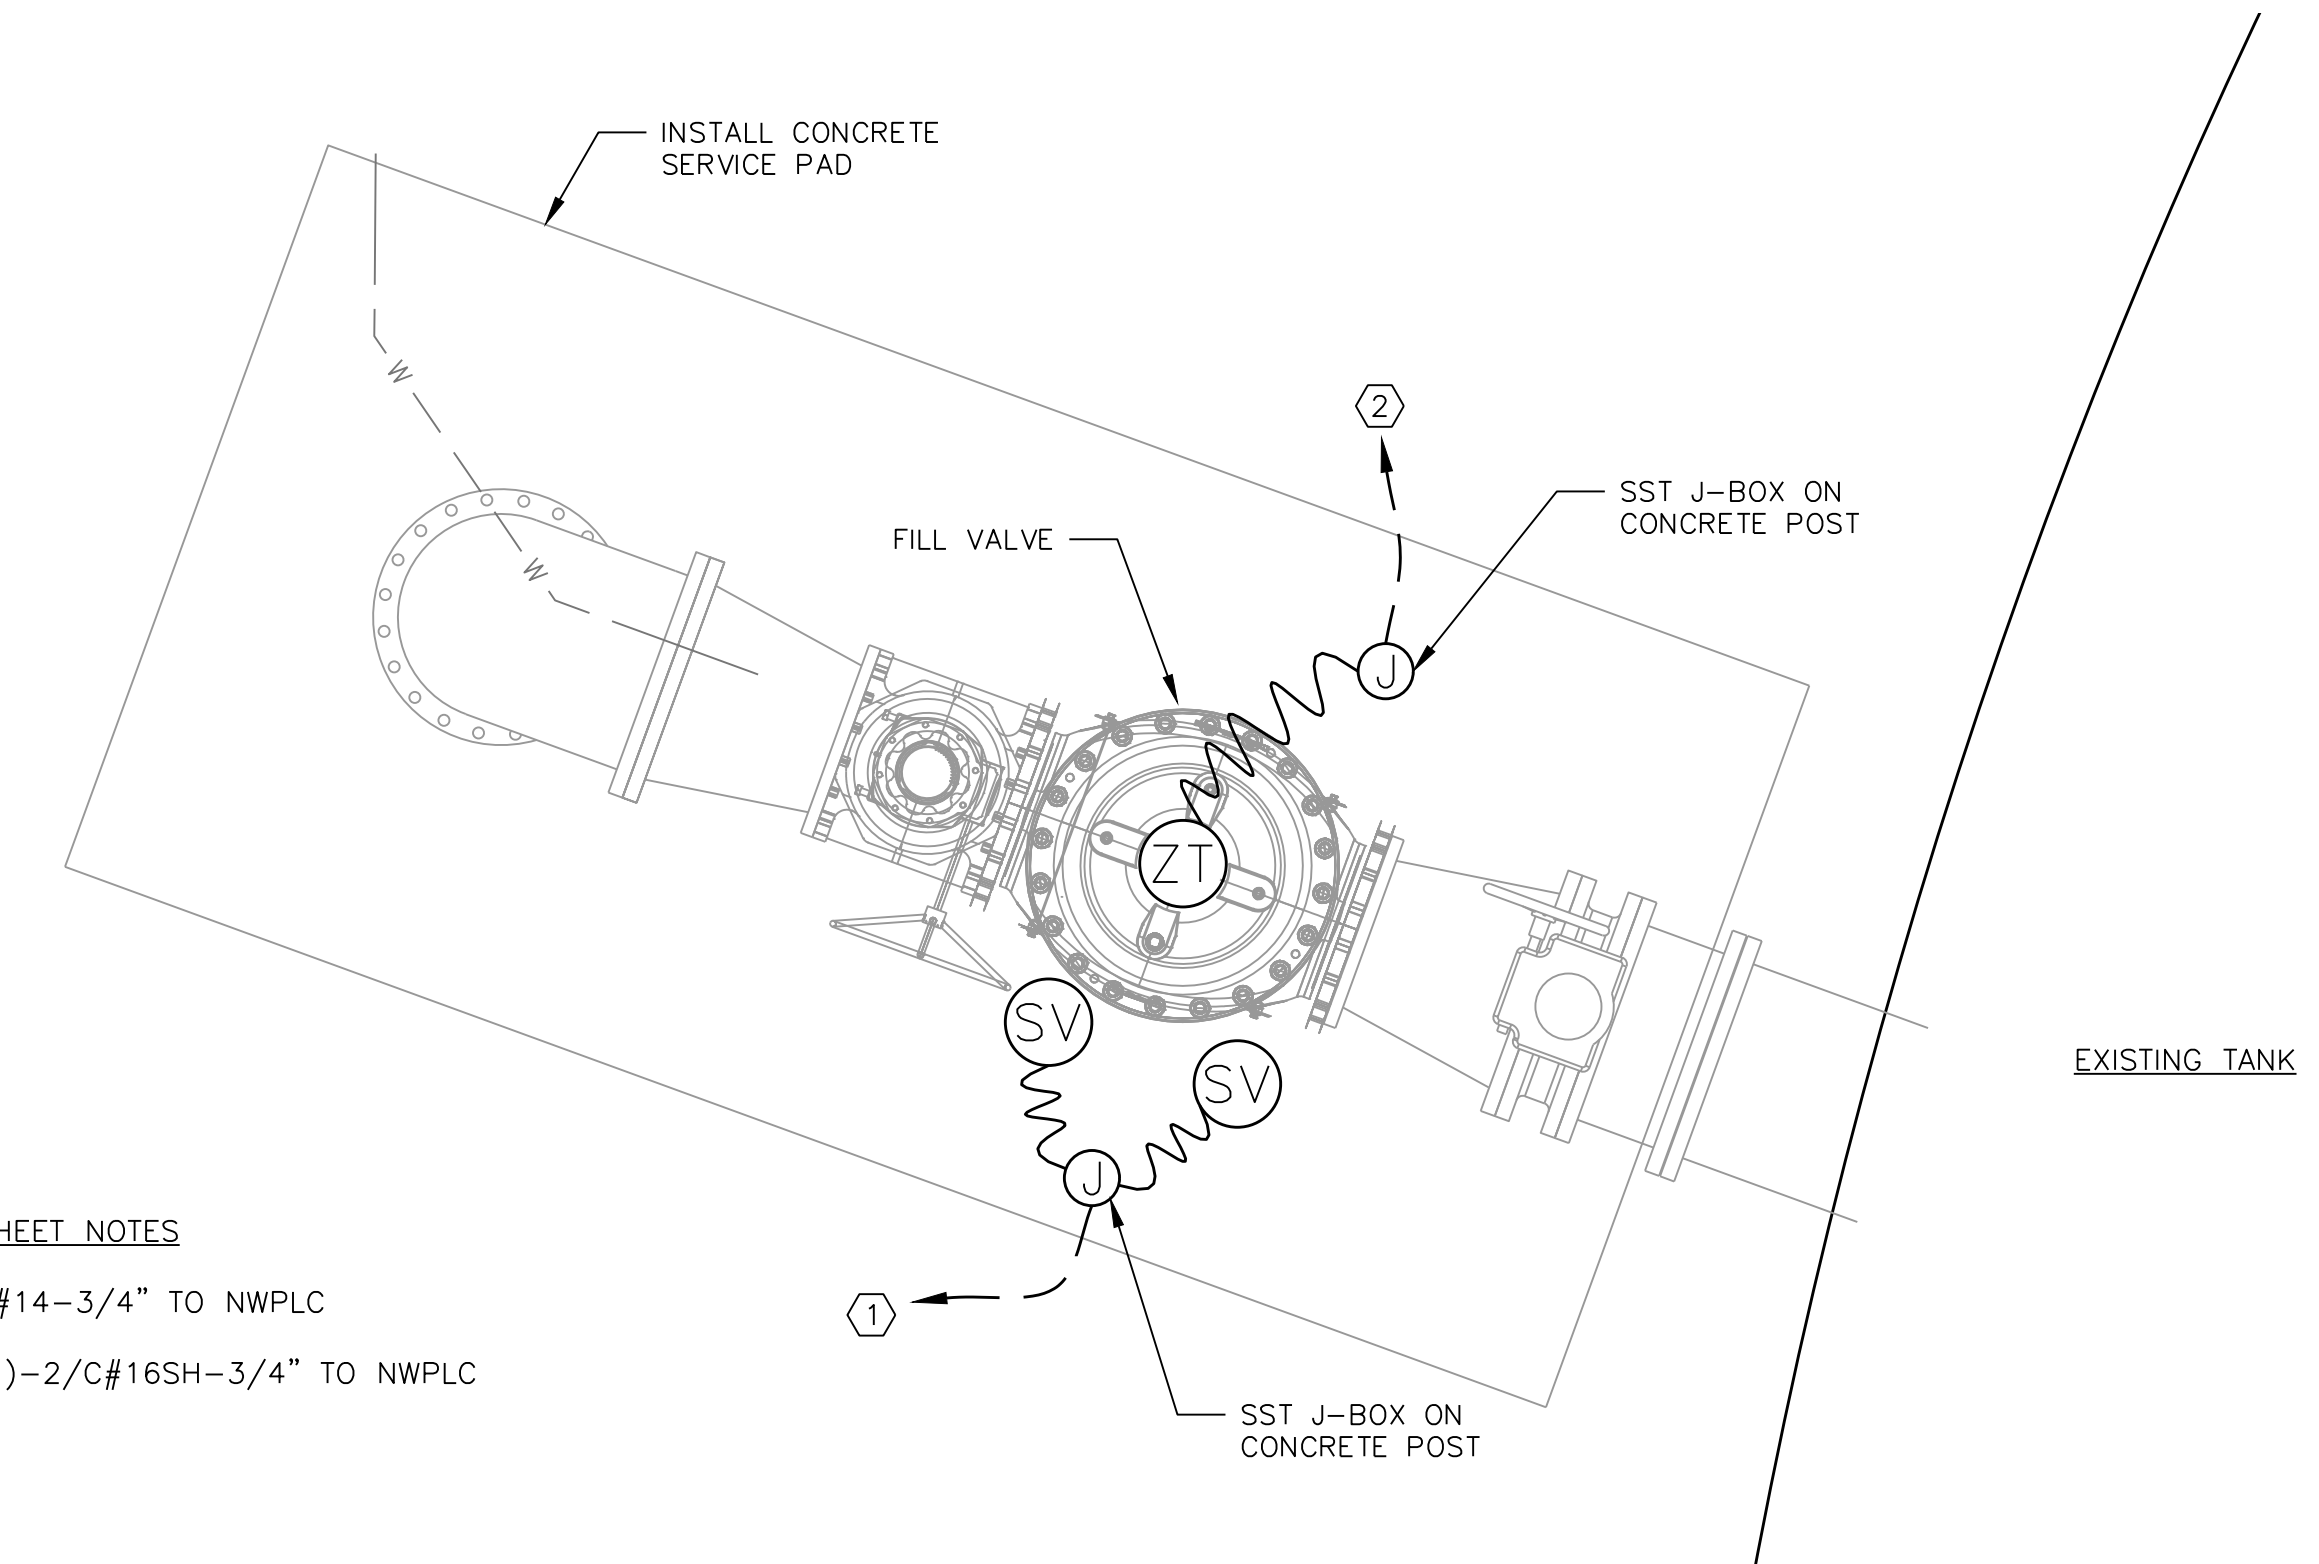 INSTALL CONCRETE
SERVICE PAD
W
2
SST J-BOX ON
CONCRETE POST
FILL VALVE
W
J
ZT
SV
SV
EXISTING TANK
J
HEET NOTES
1
#14-3/4" TO NWPLC
)-2/C#16SH-3/4" TO NWPLC
SST J-BOX ON
CONCRETE POST